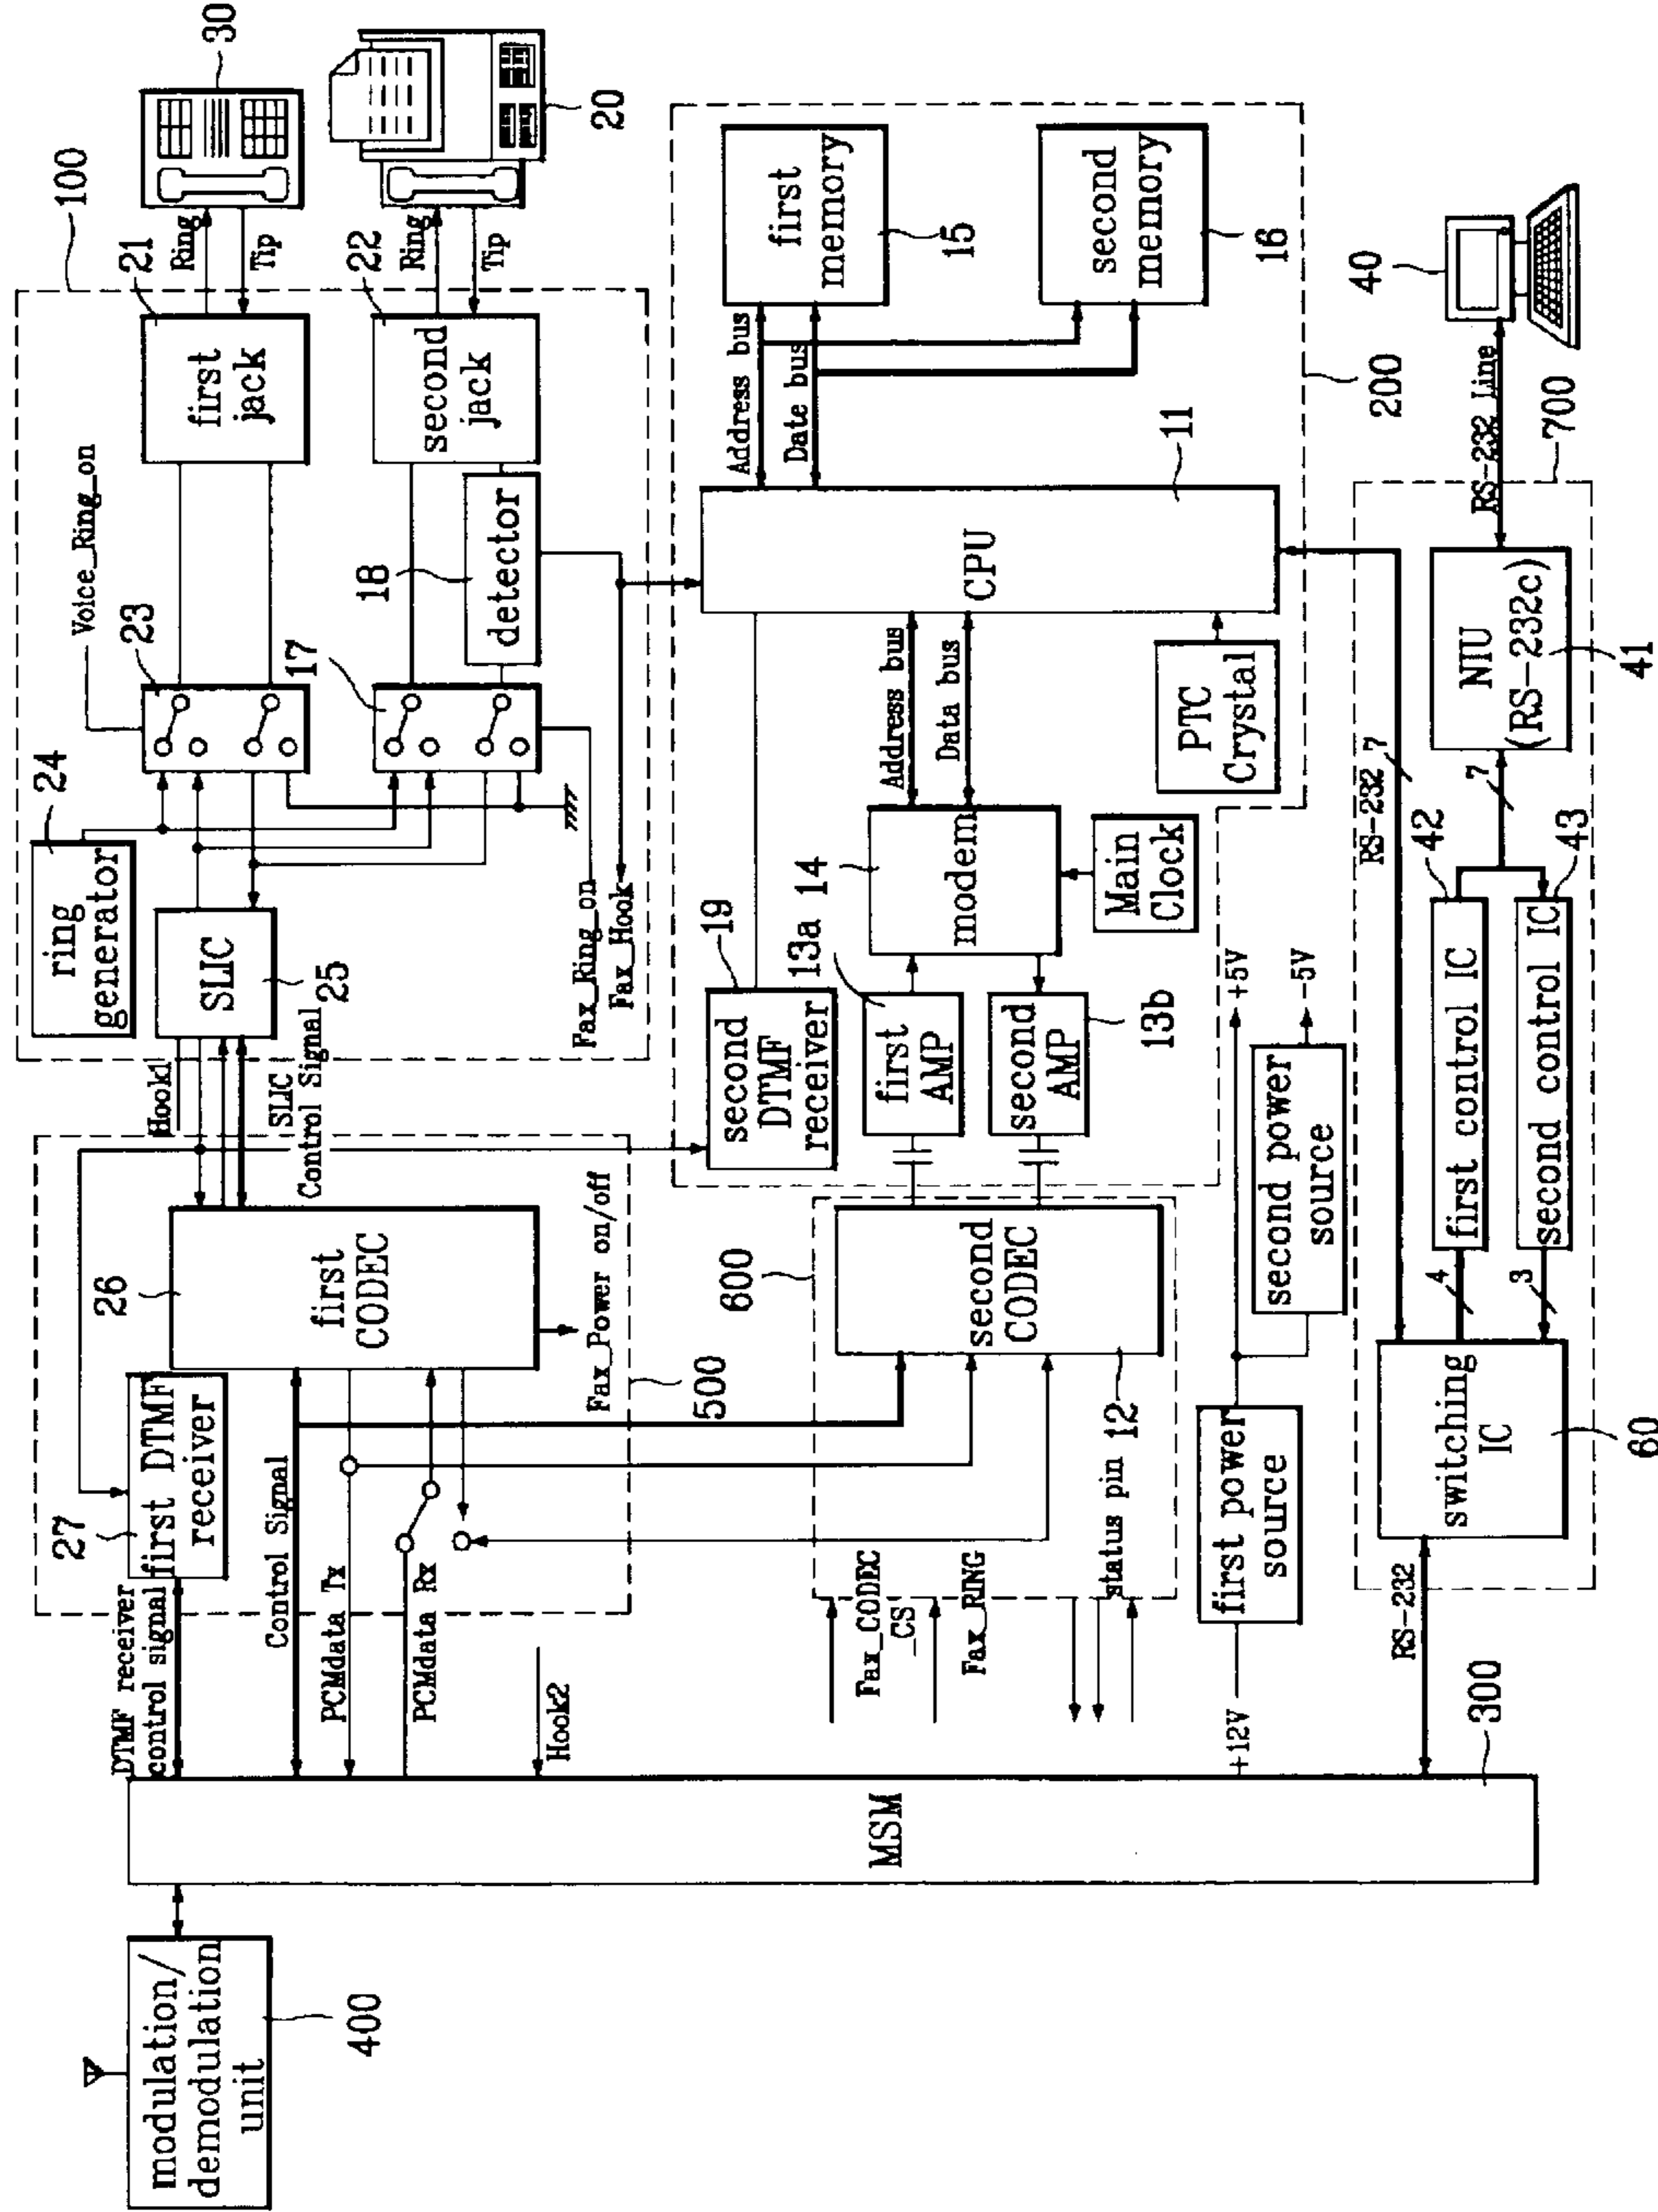 modulation/
demodulation
unit
400
MSM
300
DTMF receiver
control signal
Control Signal
PCMdata Tx
PCMdata Rx
Hook2
Fax_CODEC
_CS
Fax_RING
status pin
+12V
RS-232
27
first DTMF
receiver
26
first
CODEC
Fax_Power on/off
500
600
second
CODEC
12
first power
source
second power
source
+5V
-5V
switching
IC
60
4
3
first control IC
42
second control IC
43
7
RS-232
7
NIU
(RS-232c)
41
700
RS-232 Line
40
Hook1
SLIC
Control Signal
ring
generator
24
SLIC
25
Voice_Ring_on
23
17
18
detector
Fax_Ring_on
Fax_Hook
first
jack
21
second
jack
22
100
Ring
Tip
Ring
Tip
30
20
second
DTMF
receiver
19
first
AMP
13a
second
AMP
13b
modem
14
Main
Clock
Address bus
Data bus
PTC
Crystal
CPU
11
Address bus
Date bus
first
memory
15
second
memory
16
200